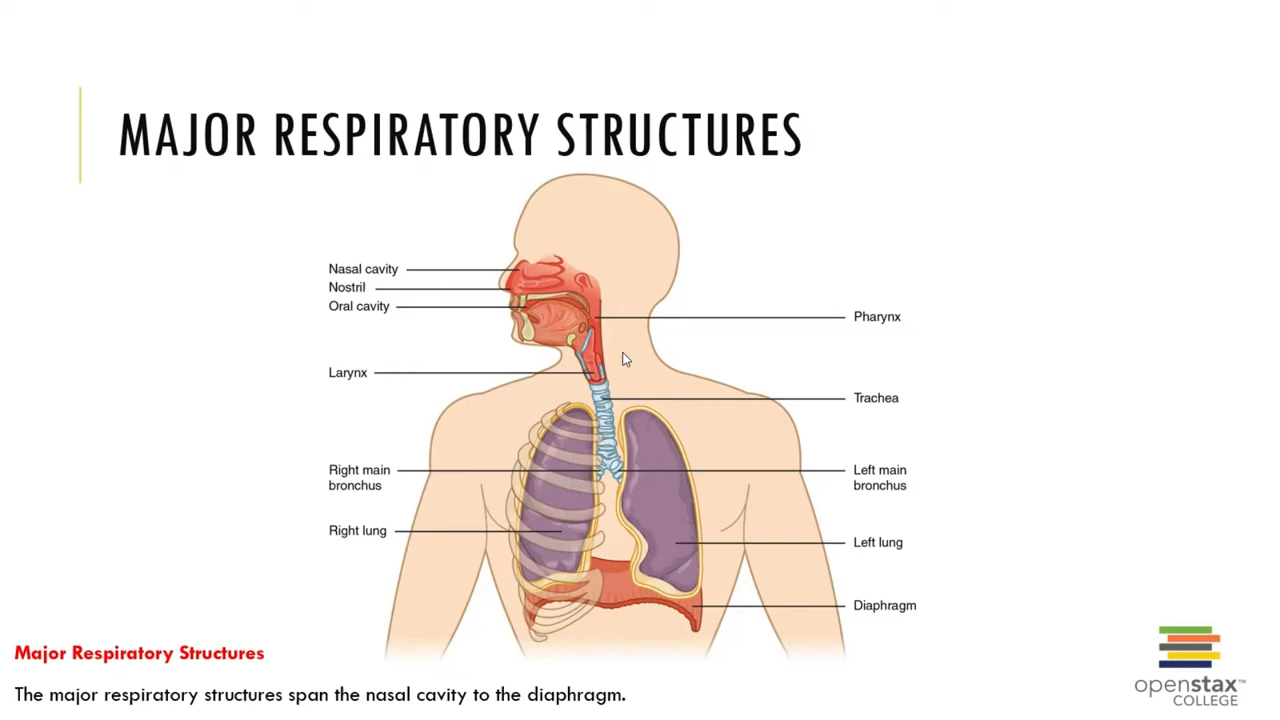 MAJOR RESPIRATORY STRUCTURES
Nasal cavity
Nostril
Oral cavity
Pharynx
Larynx
Trachea
Right main
bronchus
Left main
bronchus
Right lung
Left lung
Diaphragm
Major Respiratory Structures
The major respiratory structures span the nasal cavity to the diaphragm.
openstax™
COLLEGE